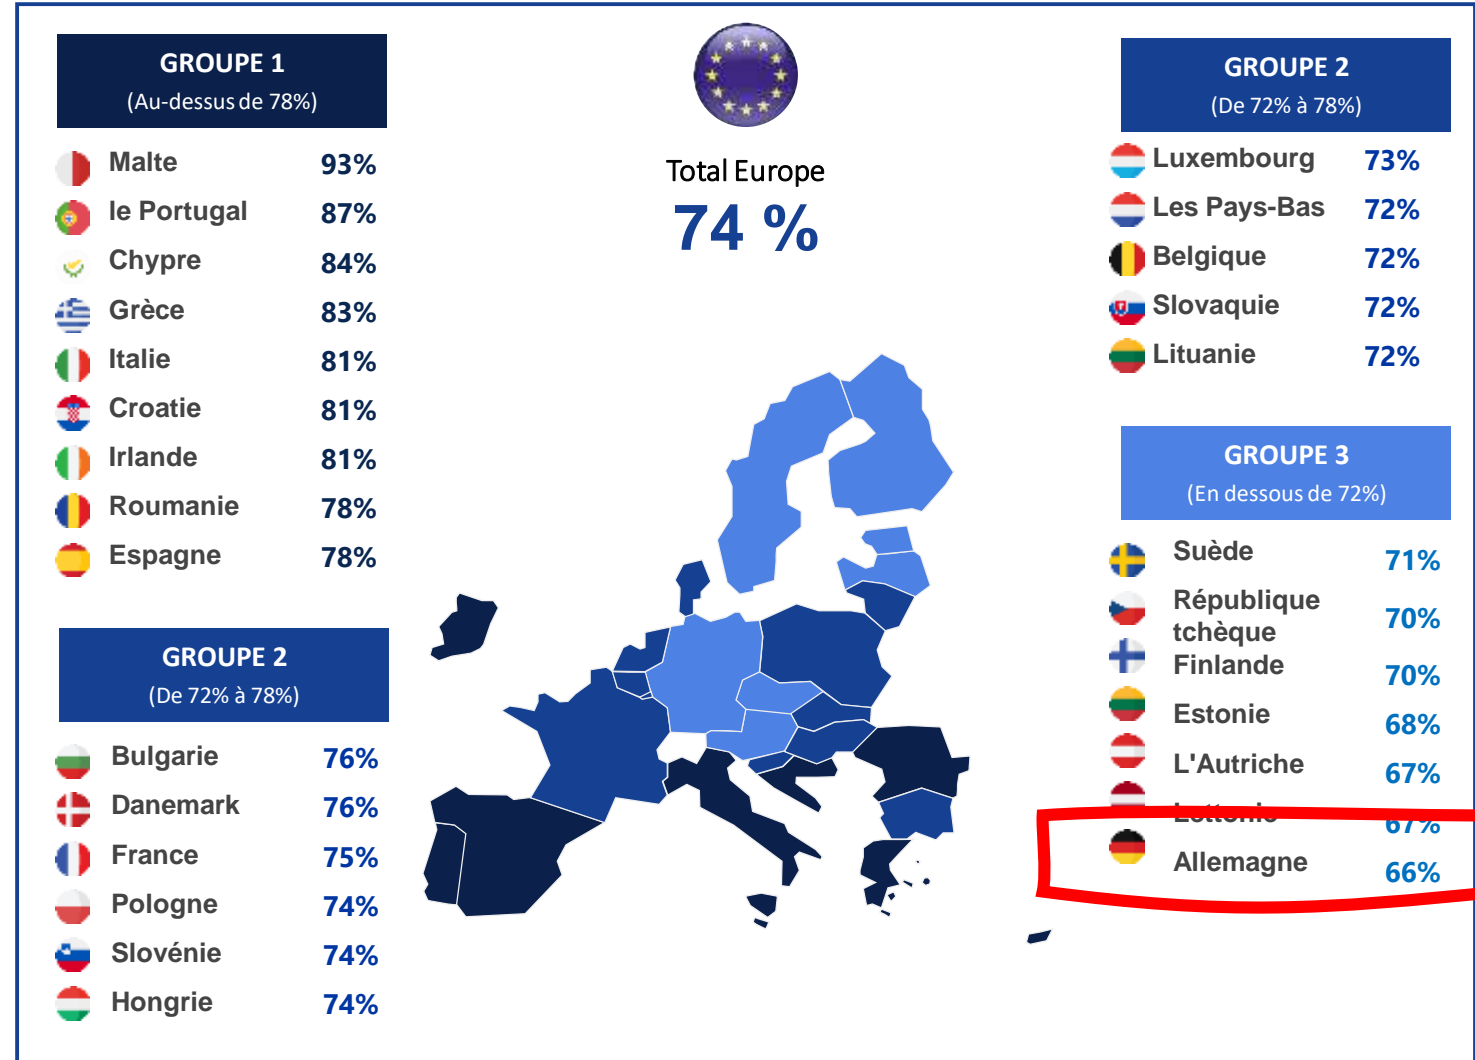 GROUPE 1
(Au-dessus de 78%)
Malte 93%
le Portugal 87%
Chypre 84%
Grèce 83%
Italie 81%
Croatie 81%
Irlande 81%
Roumanie 78%
Espagne 78%
GROUPE 2
(De 72% à 78%)
Bulgarie 76%
Danemark 76%
France 75%
Pologne 74%
Slovénie 74%
Hongrie 74%
Total Europe
74 %
GROUPE 2
(De 72% à 78%)
Luxembourg 73%
Les Pays-Bas 72%
Belgique 72%
Slovaquie 72%
Lituanie 72%
GROUPE 3
(En dessous de 72%)
Suède 71%
République
tchèque 70%
Finlande 70%
Estonie 68%
L'Autriche 67%
67%
Allemagne 66%